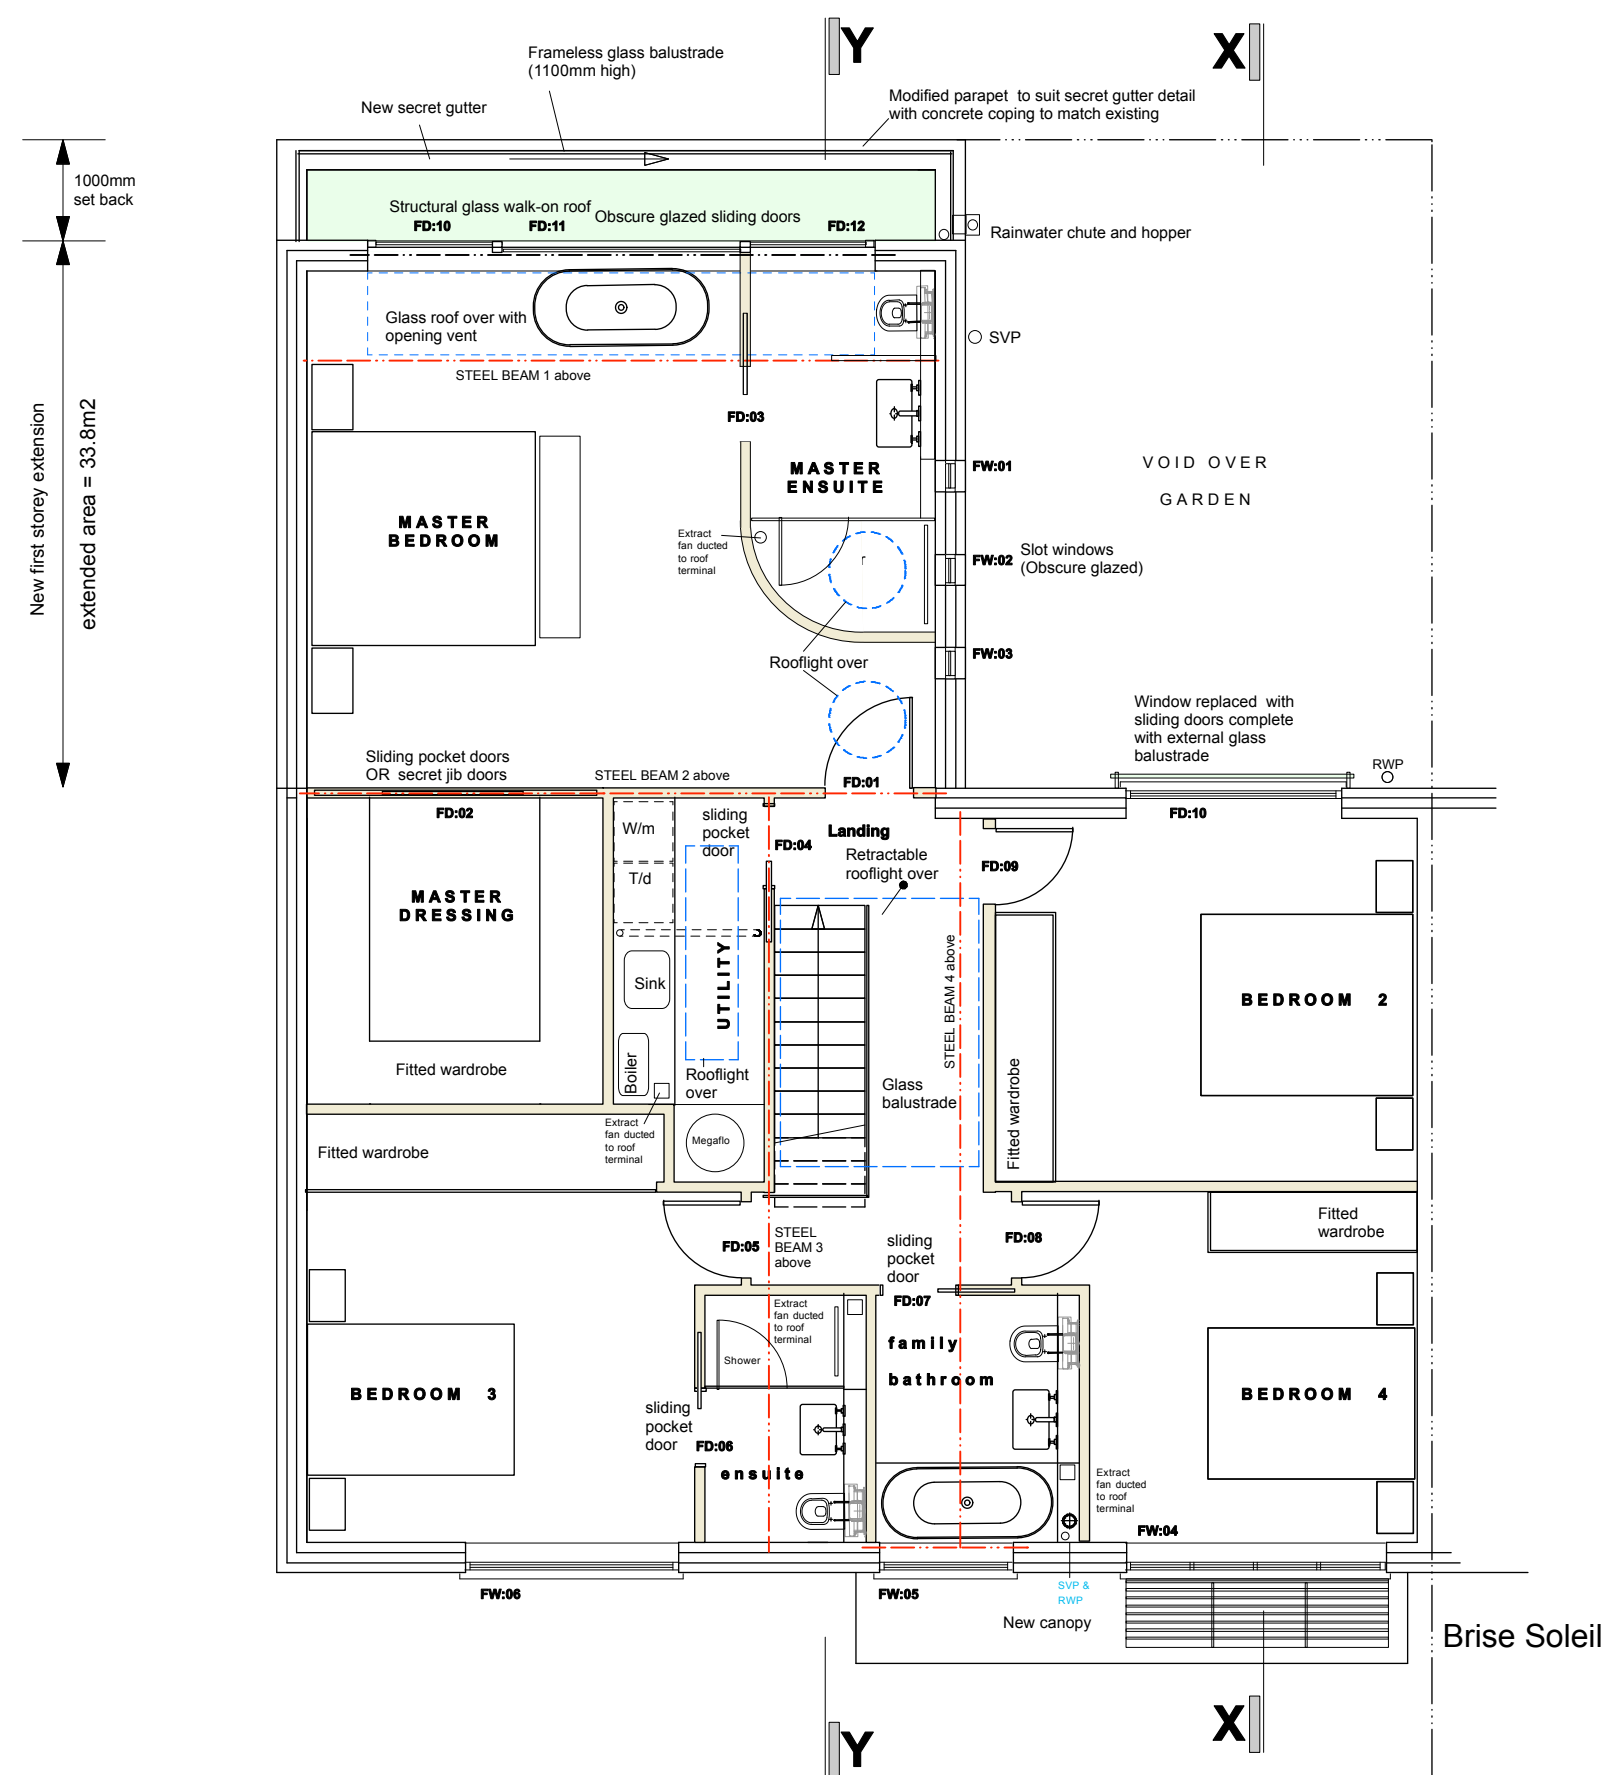 Y
X
Frameless glass balustrade
(1100mm high)
New secret gutter
Modified parapet to suit secret gutter detail
with concrete coping to match existing
1000mm
set back
Structural glass walk-on roof
Obscure glazed sliding doors
FD:10
FD:11
FD:12
Rainwater chute and hopper
Glass roof over with
opening vent
SVP
STEEL BEAM 1 above
FD:03
New first storey extension
extended area = 33.8m2
MASTER
ENSUITE
FW:01
VOID OVER
GARDEN
MASTER
BEDROOM
Extract
fan ducted
to roof
terminal
FW:02
Slot windows
(Obscure glazed)
Rooflight over
FW:03
Window replaced with
sliding doors complete
with external glass
balustrade
RWP
Sliding pocket doors
OR secret jib doors
STEEL BEAM 2 above
FD:01
FD:02
W/m
sliding
pocket
door
FD:04
Landing
FD:10
Retractable
rooflight over
FD:09
T/d
MASTER
DRESSING
UTILITY
Sink
STEEL BEAM 4 above
BEDROOM 2
Boiler
Fitted wardrobe
Rooflight
over
Glass
balustrade
Fitted wardrobe
Extract
fan ducted
to roof
terminal
Megaflo
Fitted wardrobe
Fitted
wardrobe
FD:05
STEEL
BEAM 3
above
sliding
pocket
door
FD:08
FD:07
Extract
fan ducted
to roof
terminal
Shower
family
bathroom
BEDROOM 3
BEDROOM 4
sliding
pocket
door
FD:06
ensuite
Extract
fan ducted
to roof
terminal
FW:04
FW:06
FW:05
SVP &
RWP
New canopy
Brise Soleil
X
Y